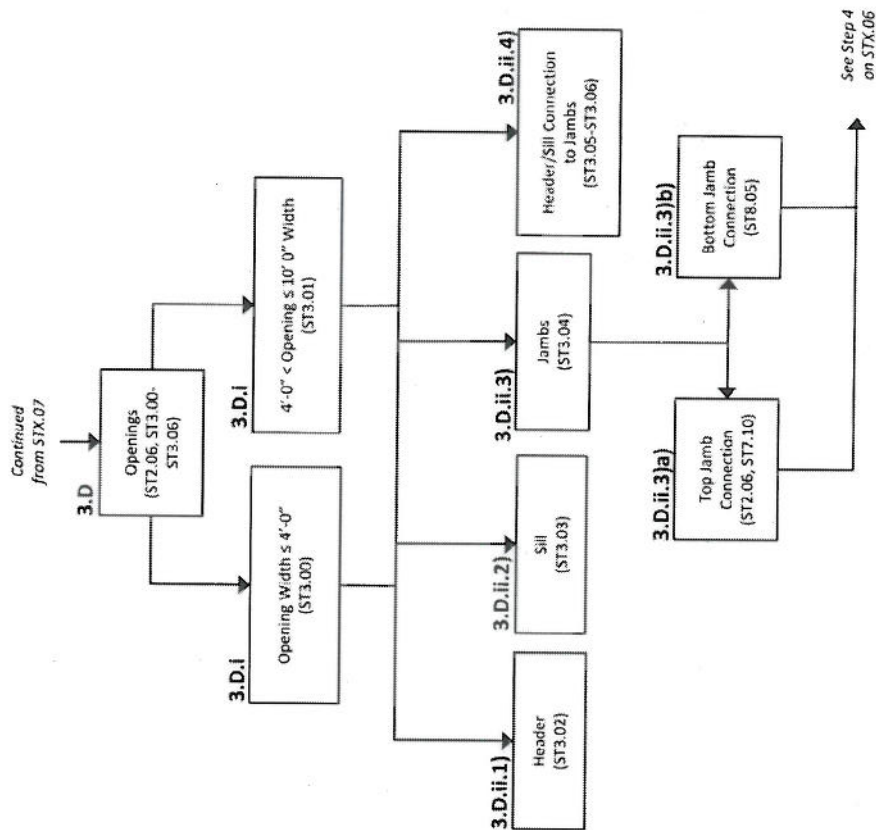 Continued
from STX.07
3.D
Openings
(ST2.06, ST3.00-
ST3.06)
3.D.i
Opening Width ≤ 4'-0"
(ST3.00)
3.D.i
4'-0" < Opening ≤ 10' 0" Width
(ST3.01)
3.D.ii.1)
Header
(ST3.02)
3.D.ii.2)
Sill
(ST3.03)
3.D.ii.3)
Jambs
(ST3.04)
3.D.ii.4)
Header/Sill Connection
to Jambs
(ST3.05-ST3.06)
3.D.ii.3)a)
Top Jamb
Connection
(ST2.06, ST7.10)
3.D.ii.3)b)
Bottom Jamb
Connection
(ST8.05)
See Step 4
on STX.06